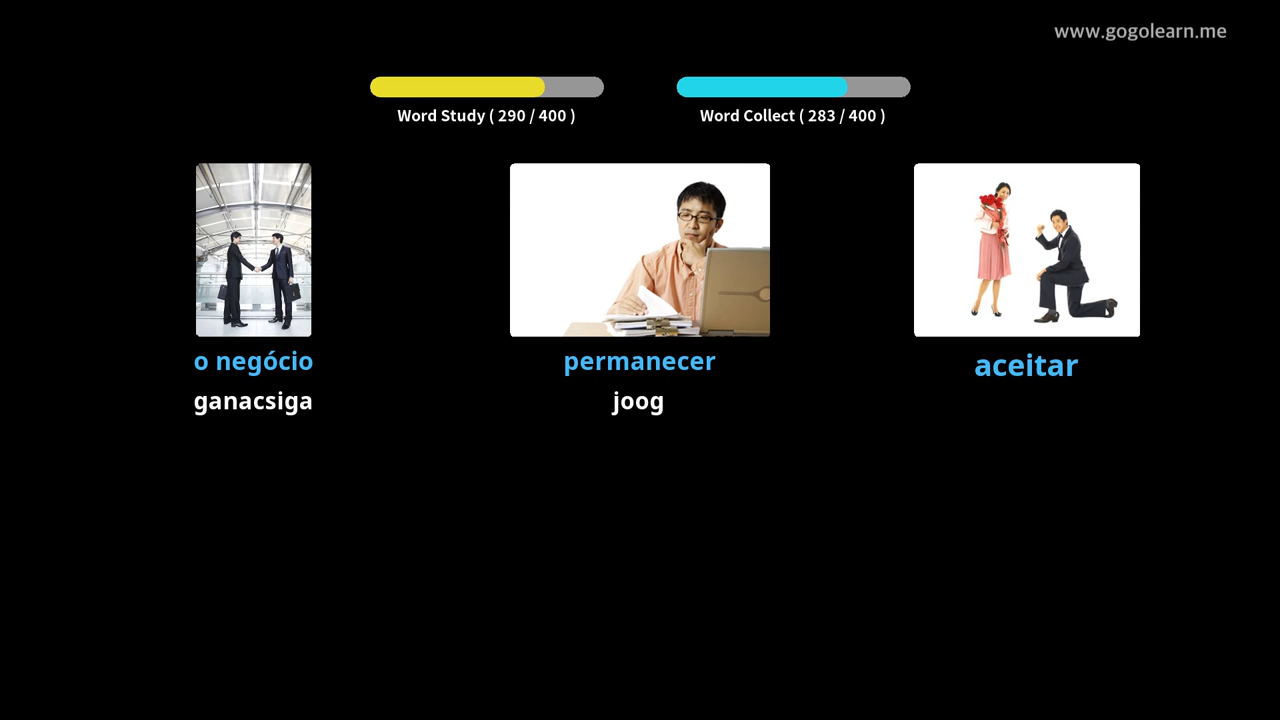 www.gogolearn.me
Word Study ( 290 / 400 )
Word Collect ( 283 / 400 )
o negócio
ganacsiga
permanecer
joog
aceitar